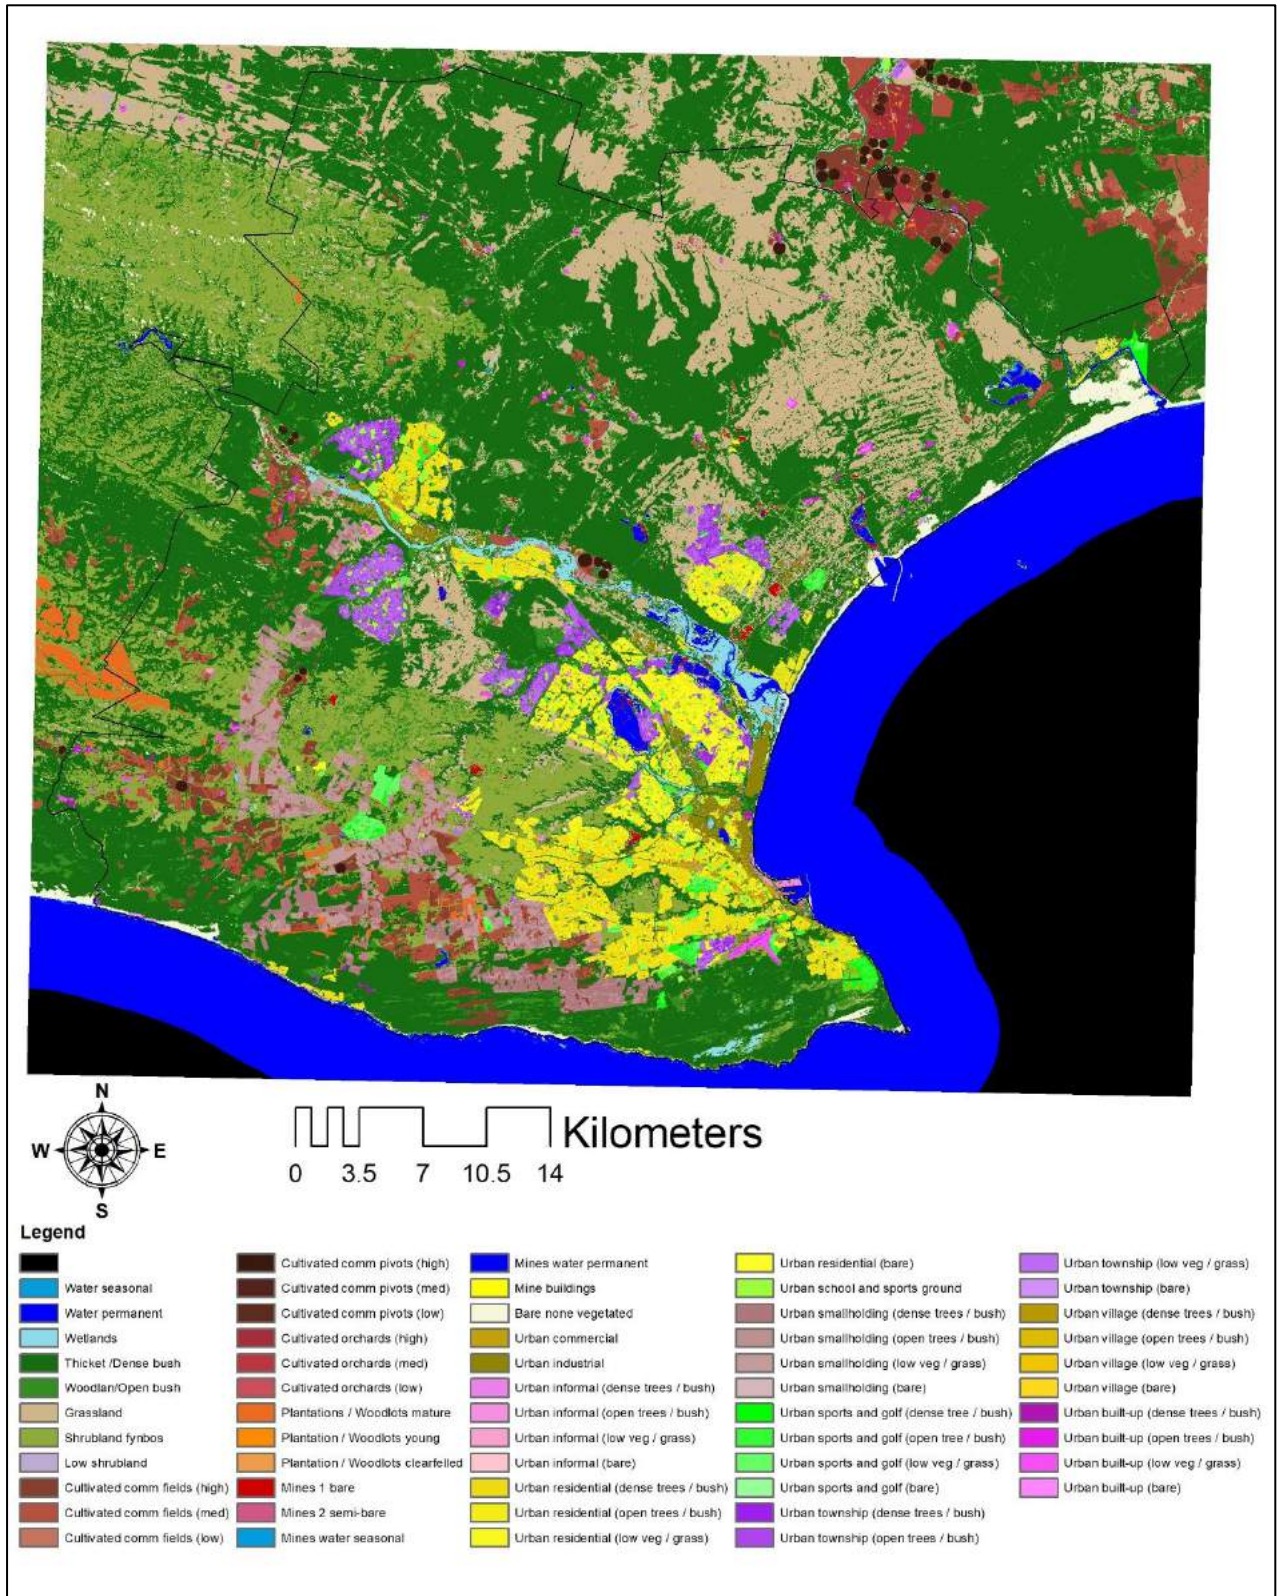 N
W E
S
Kilometers
0 3.5 7 10.5 14
Legend
Water seasonal
Water permanent
Wetlands
Thicket /Dense bush
Woodlan/Open bush
Grassland
Shrubland fynbos
Low shrubland
Cultivated comm fields (high)
Cultivated comm fields (med)
Cultivated comm fields (low)
Cultivated comm pivots (high)
Cultivated comm pivots (med)
Cultivated comm pivots (low)
Cultivated orchards (high)
Cultivated orchards (med)
Cultivated orchards (low)
Plantations / Woodlots mature
Plantation / Woodlots young
Plantation / Woodlots clearfelled
Mines 1 bare
Mines 2 semi-bare
Mines water seasonal
Mines water permanent
Mine buildings
Bare none vegetated
Urban commercial
Urban industrial
Urban informal (dense trees / bush)
Urban informal (open trees / bush)
Urban informal (low veg / grass)
Urban informal (bare)
Urban residential (dense trees / bush)
Urban residential (open trees / bush)
Urban residential (low veg / grass)
Urban residential (bare)
Urban school and sports ground
Urban smallholding (dense trees / bush)
Urban smallholding (open trees / bush)
Urban smallholding (low veg / grass)
Urban smallholding (bare)
Urban sports and golf (dense tree / bush)
Urban sports and golf (open tree / bush)
Urban sports and golf (low veg / grass)
Urban sports and golf (bare)
Urban township (dense trees / bush)
Urban township (open trees / bush)
Urban township (low veg / grass)
Urban township (bare)
Urban village (dense trees / bush)
Urban village (open trees / bush)
Urban village (low veg / grass)
Urban village (bare)
Urban built-up (dense trees / bush)
Urban built-up (open trees / bush)
Urban built-up (low veg / grass)
Urban built-up (bare)